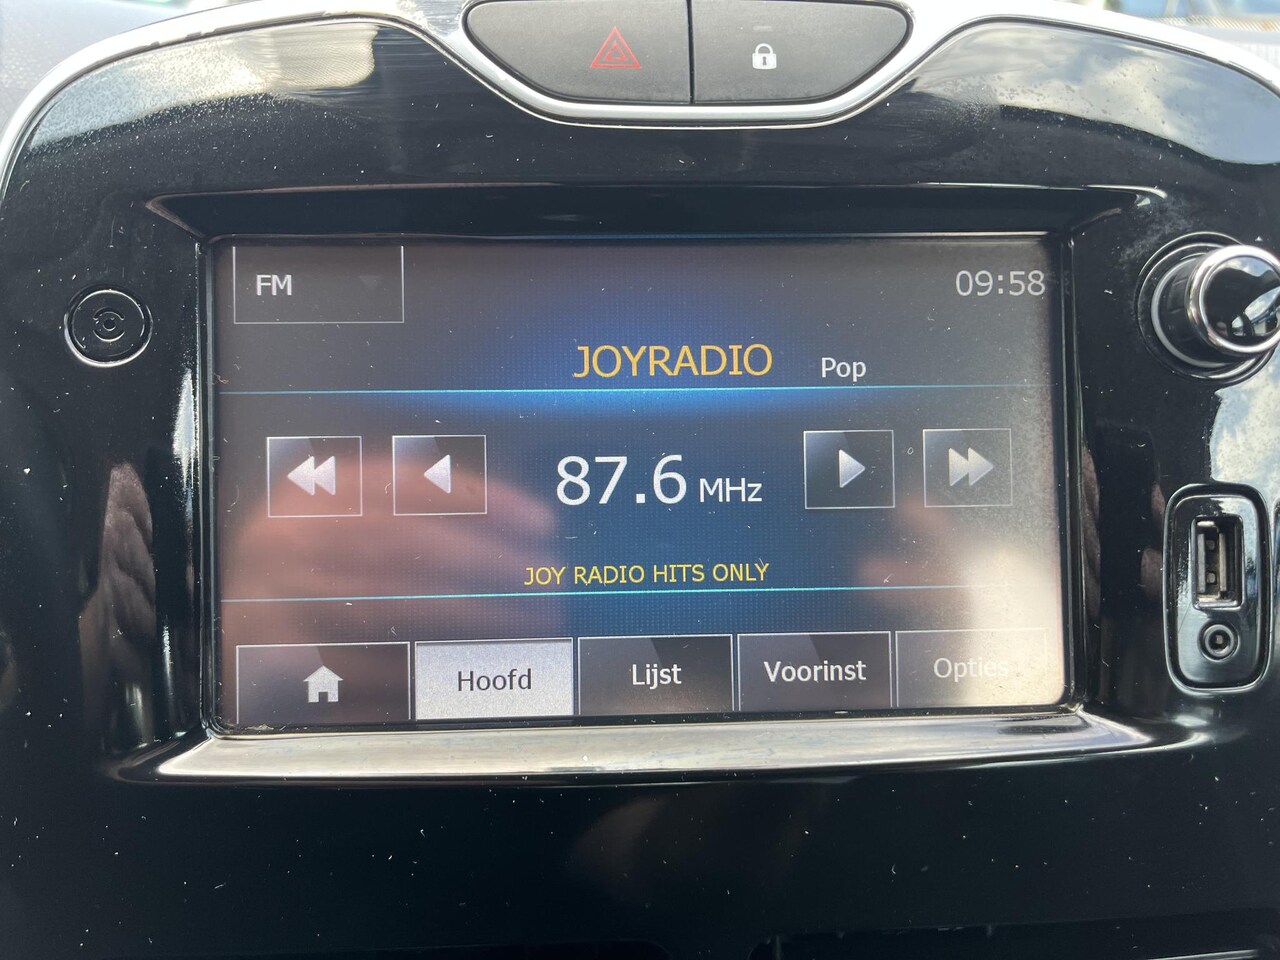 FM
09:58
JOYRADIO Pop
87.6 MHz
JOY RADIO HITS ONLY
Hoofd Lijst Voorinst Opties